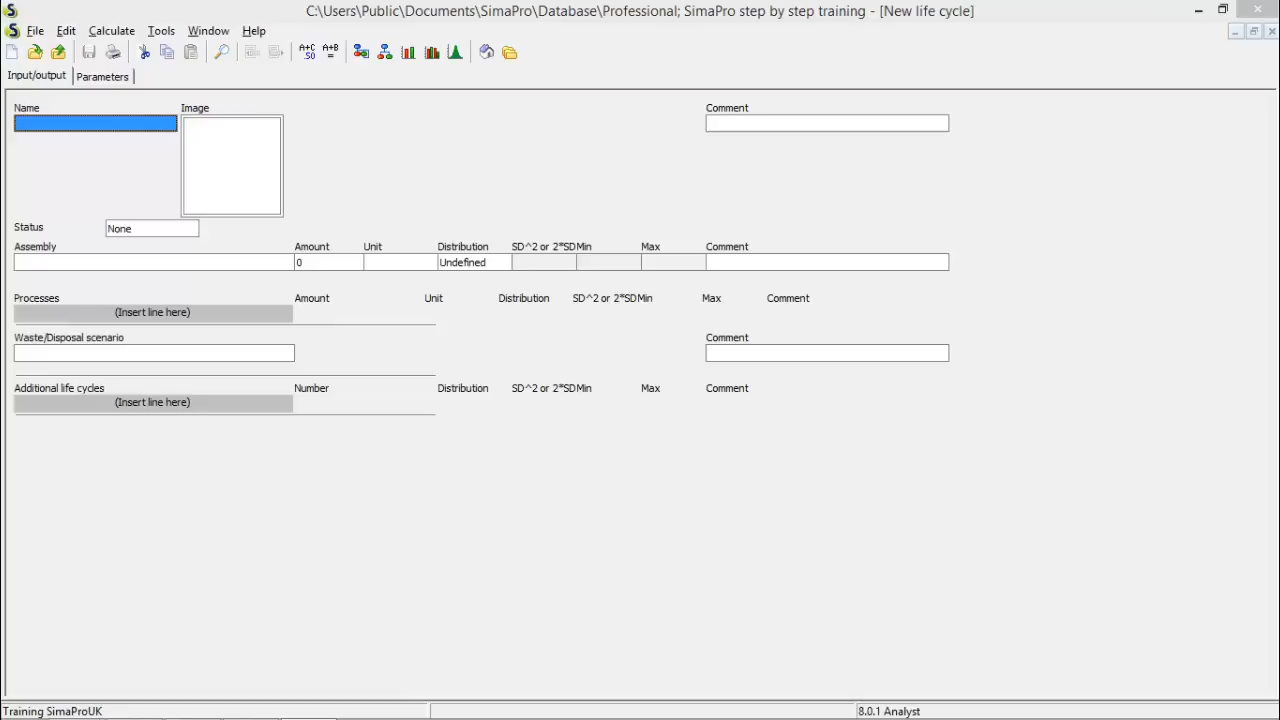 C:\Users\Public\Documents\SimaPro\Database\Professional; SimaPro step by step training - [New life cycle]
File Edit Calculate Tools Window Help
A+C SO A+B =
Input/output Parameters
Name Image Comment
Status None
Assembly Amount Unit Distribution SD^2 or 2*SD Min Max Comment
0 Undefined
Processes Amount Unit Distribution SD^2 or 2*SD Min Max Comment
(Insert line here)
Waste/Disposal scenario Comment
Additional life cycles Number Distribution SD^2 or 2*SD Min Max Comment
(Insert line here)
Training SimaProUK 8.0.1 Analyst